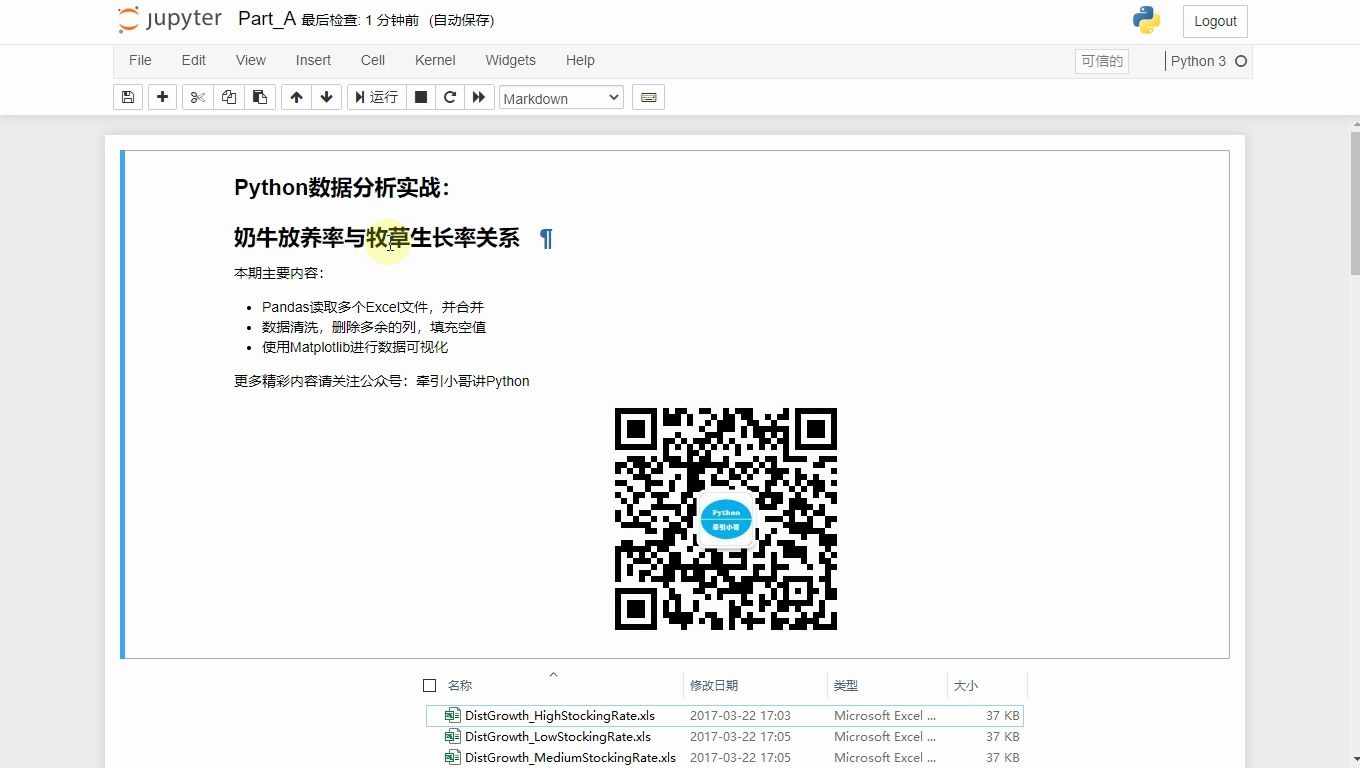 jupyter Part_A 最后检查: 1 分钟前 (自动保存) Logout
File Edit View Insert Cell Kernel Widgets Help 可信的 Python 3
运行 Markdown
Python数据分析实战：
奶牛放养率与牧草生长率关系 ¶
本期主要内容：
Pandas读取多个Excel文件，并合并
数据清洗，删除多余的列，填充空值
使用Matplotlib进行数据可视化
更多精彩内容请关注公众号：牵引小哥讲Python
Python
牵引小哥
名称 修改日期 类型 大小
DistGrowth_HighStockingRate.xls 2017-03-22 17:03 Microsoft Excel ... 37 KB
DistGrowth_LowStockingRate.xls 2017-03-22 17:05 Microsoft Excel ... 37 KB
DistGrowth_MediumStockingRate.xls 2017-03-22 17:05 Microsoft Excel ... 37 KB